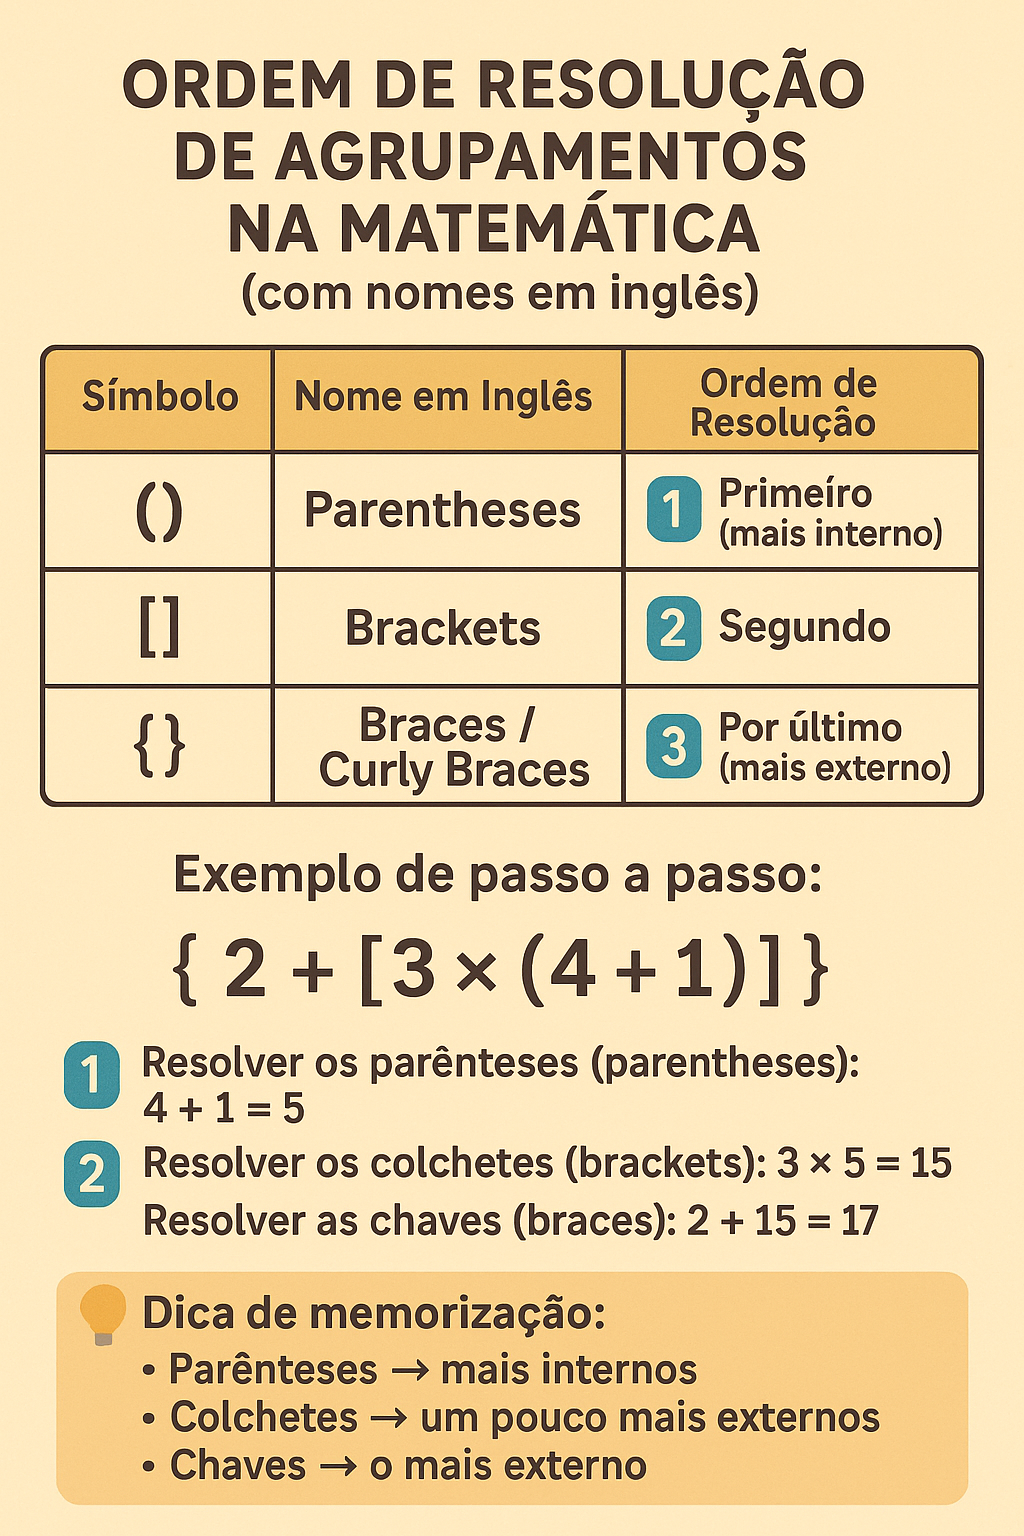 ORDEM DE RESOLUÇÃO
DE AGRUPAMENTOS
NA MATEMÁTICA
(com nomes em inglês)
Símbolo
Nome em Inglês
Ordem de
Resolução
()
Parentheses
1
Primeíro
(mais interno)
[]
Brackets
2
Segundo
{}
Braces /
Curly Braces
3
Por último
(mais externo)
Exemplo de passo a passo:
{ 2 + [3 × (4 + 1)] }
1
Resolver os parênteses (parentheses):
4 + 1 = 5
2
Resolver os colchetes (brackets): 3 × 5 = 15
Resolver as chaves (braces): 2 + 15 = 17
Dica de memorização:
• Parênteses → mais internos
• Colchetes → um pouco mais externos
• Chaves → o mais externo